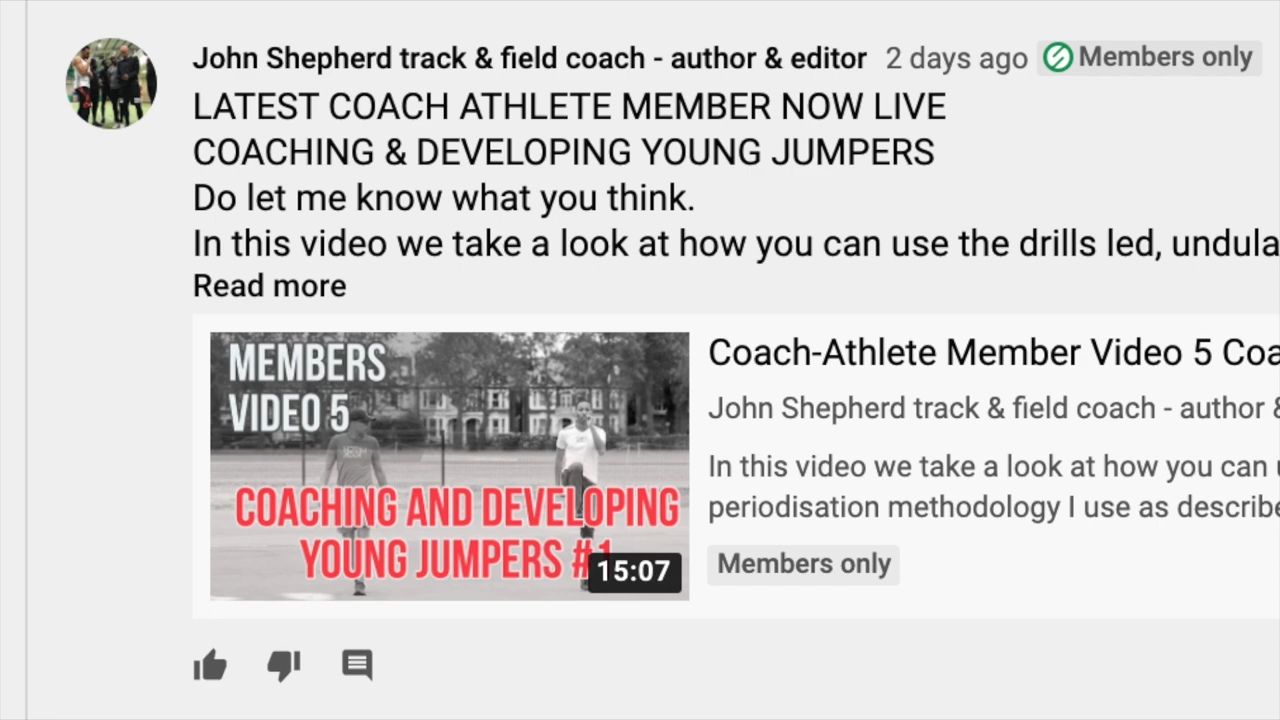 John Shepherd track & field coach - author & editor 2 days ago Members only
LATEST COACH ATHLETE MEMBER NOW LIVE
COACHING & DEVELOPING YOUNG JUMPERS
Do let me know what you think.
In this video we take a look at how you can use the drills led, undula
Read more
MEMBERS
VIDEO 5
COACHING AND DEVELOPING
YOUNG JUMPERS #1
15:07
Coach-Athlete Member Video 5 Coa
John Shepherd track & field coach - author &
In this video we take a look at how you can u
periodisation methodology I use as describe
Members only